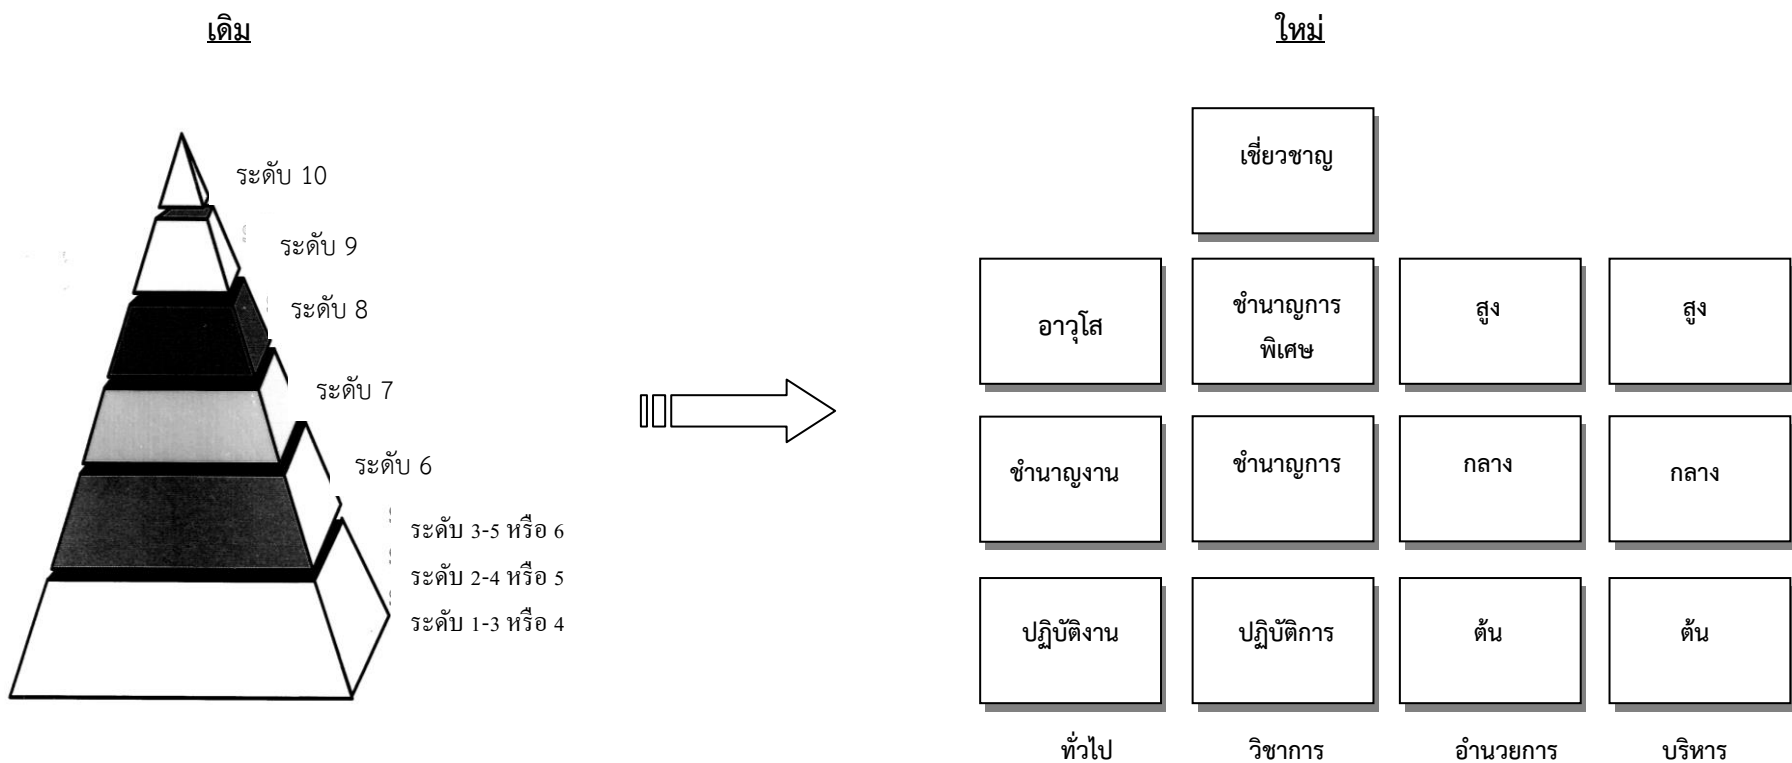 เดิม
ใหม่
ระดับ 10
ระดับ 9
ระดับ 8
ระดับ 7
ระดับ 6
ระดับ 3-5 หรือ 6
ระดับ 2-4 หรือ 5
ระดับ 1-3 หรือ 4
เชี่ยวชาญ
อาวุโส
ชำนาญการ
พิเศษ
สูง
สูง
ชำนาญงาน
ชำนาญการ
กลาง
กลาง
ปฏิบัติงาน
ปฏิบัติการ
ต้น
ต้น
ทั่วไป
วิชาการ
อำนวยการ
บริหาร